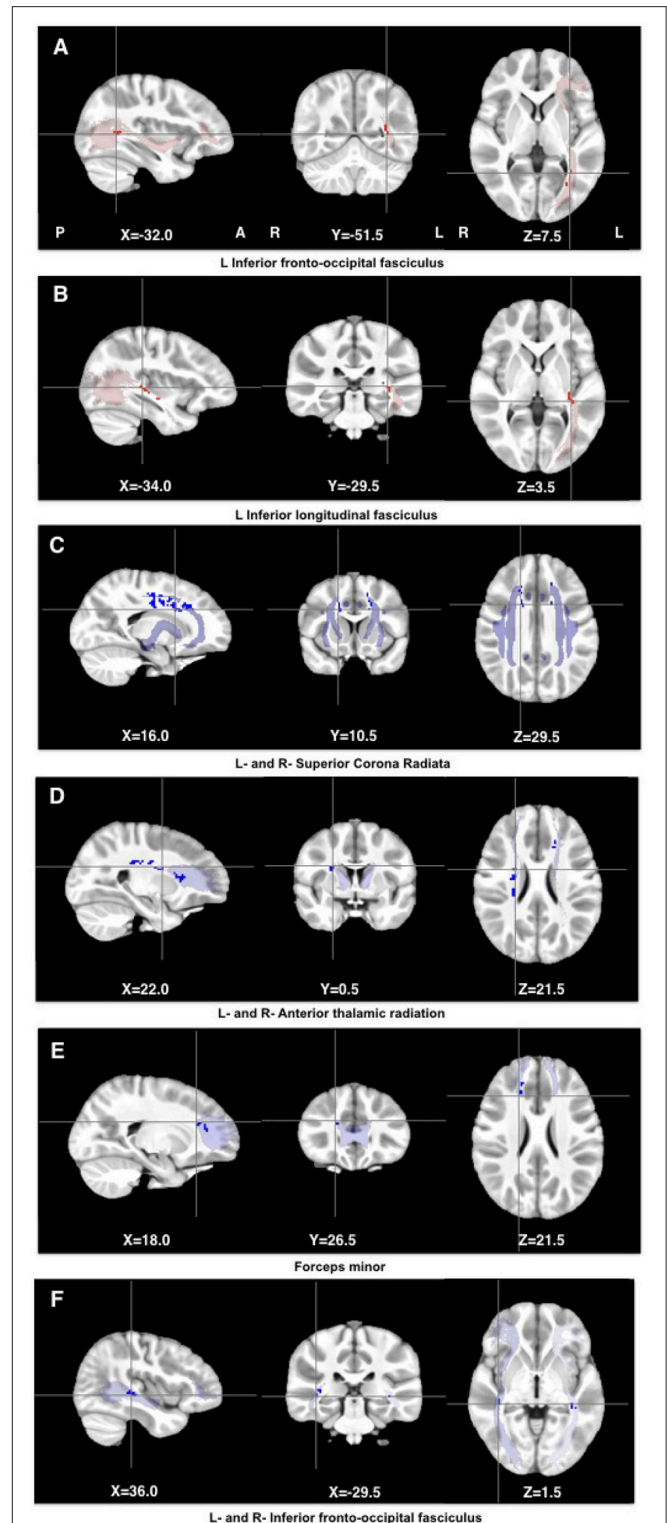 A
P X=-32.0 A R Y=-51.5 L R Z=7.5 L
L Inferior fronto-occipital fasciculus
B
X=-34.0 Y=-29.5 Z=3.5
L Inferior longitudinal fasciculus
C
X=16.0 Y=10.5 Z=29.5
L- and R- Superior Corona Radiata
D
X=22.0 Y=0.5 Z=21.5
L- and R- Anterior thalamic radiation
E
X=18.0 Y=26.5 Z=21.5
Forceps minor
F
X=36.0 X=-29.5 Z=1.5
L- and R- Inferior fronto-occipital fasciculus